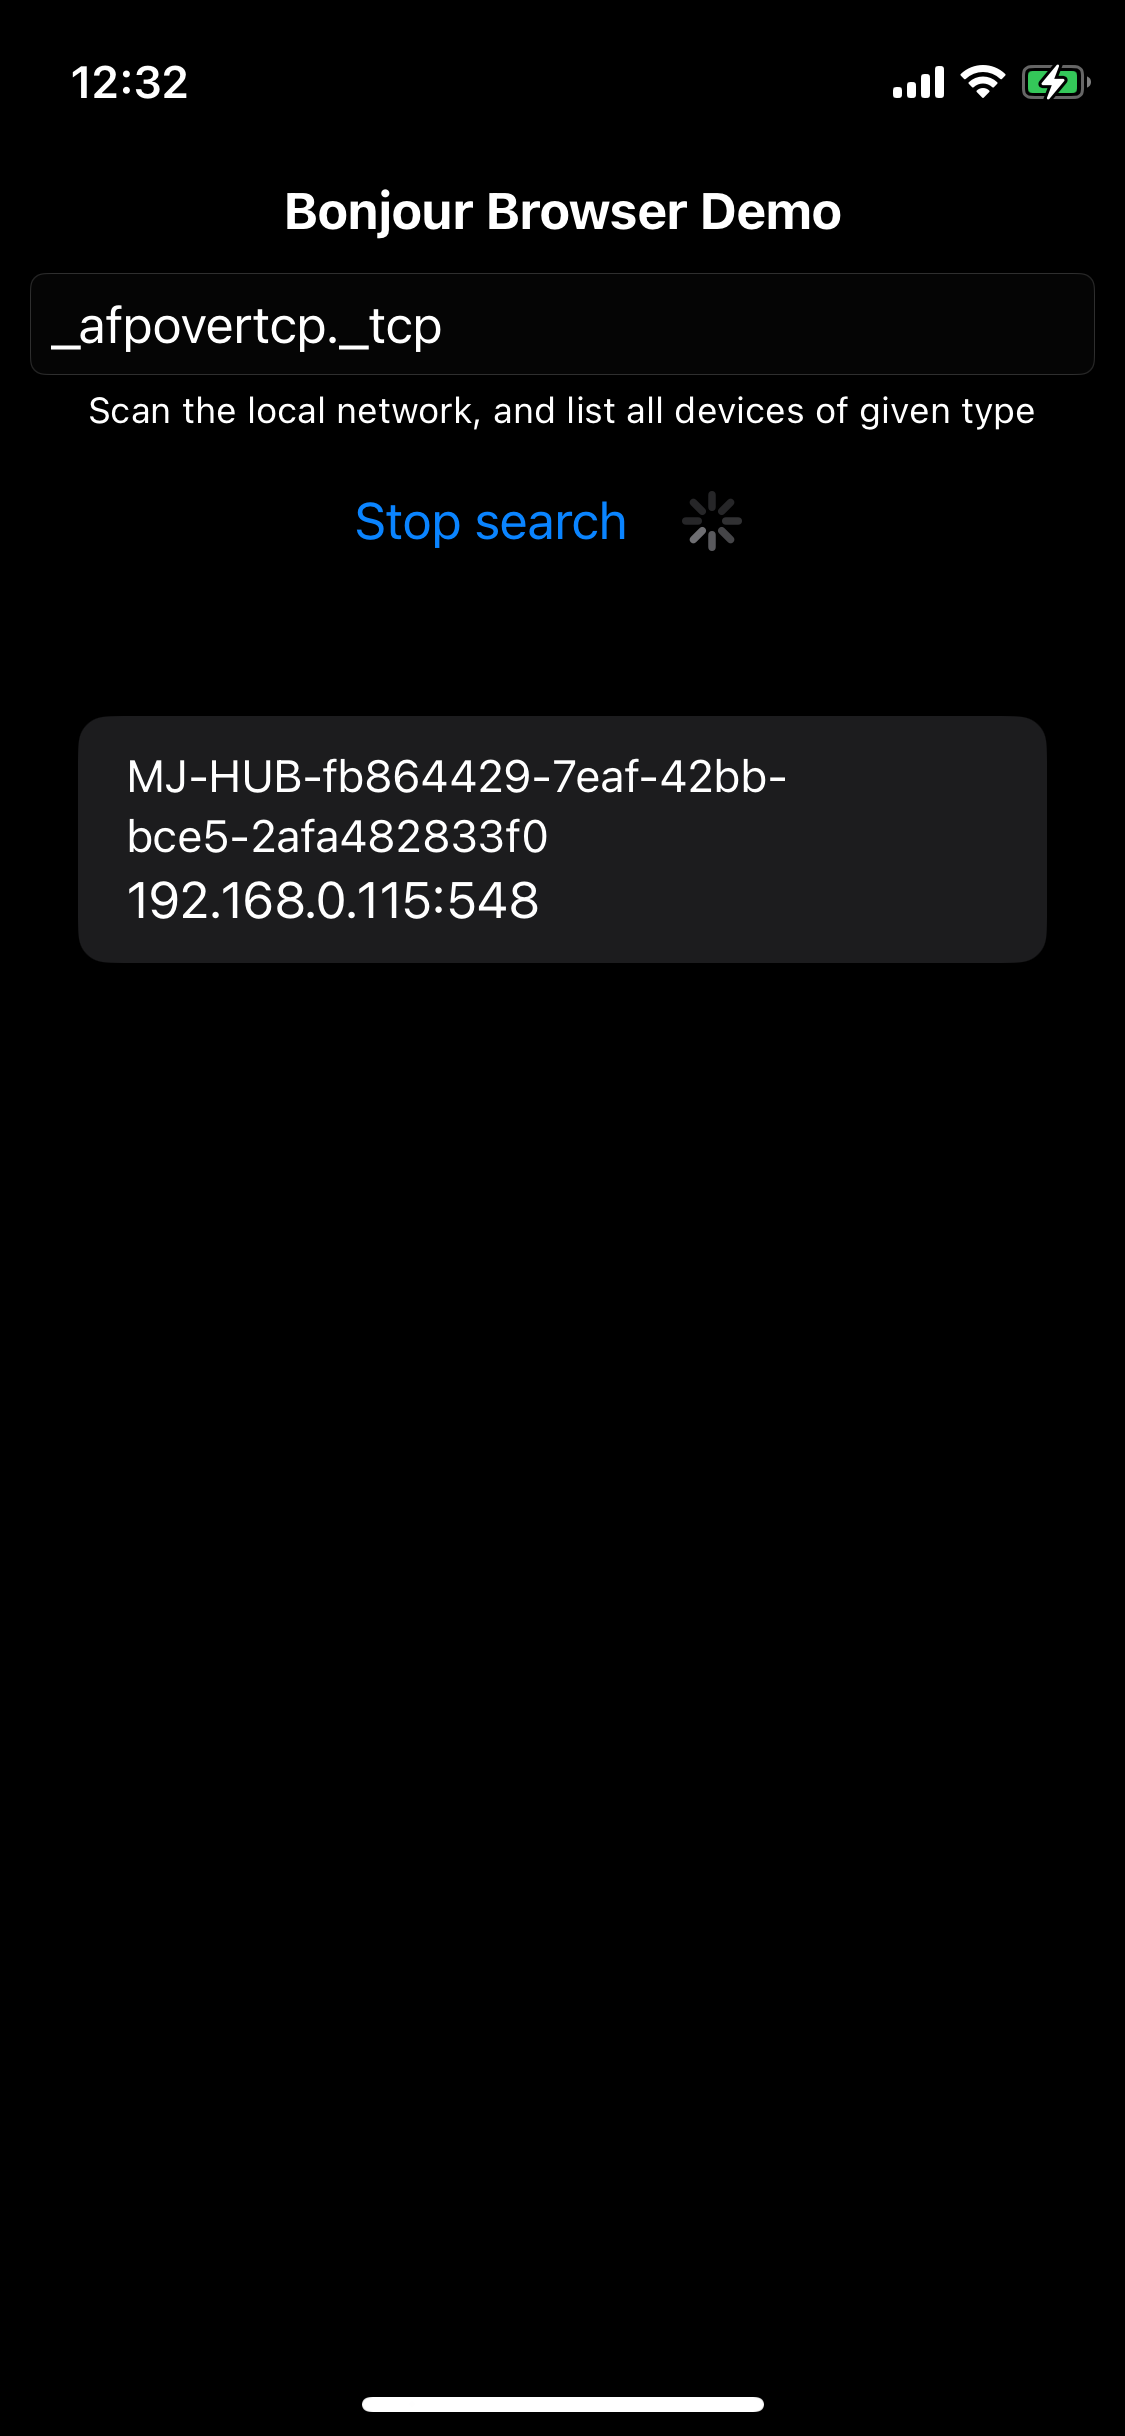 12:32
Bonjour Browser Demo
_afpovertcp._tcp
Scan the local network, and list all devices of given type
Stop search
MJ-HUB-fb864429-7eaf-42bb-
bce5-2afa482833f0
192.168.0.115:548